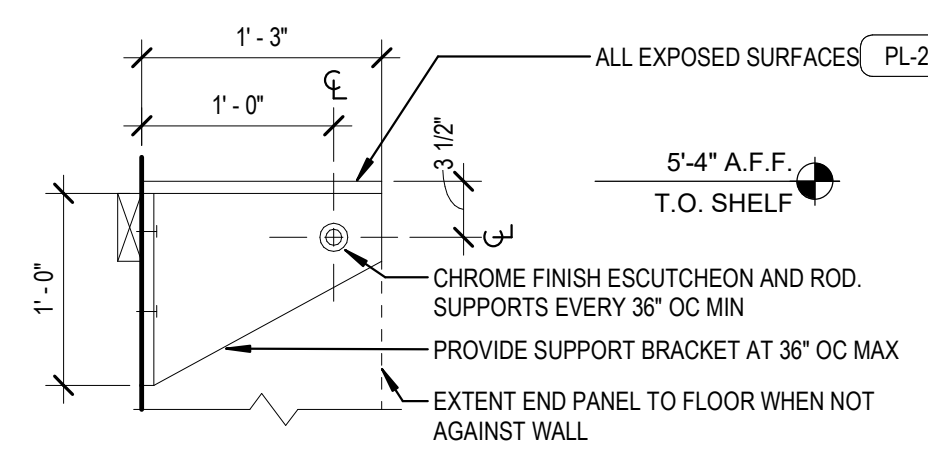 1' - 3"
ALL EXPOSED SURFACES PL-2
1' - 0"
℄
3 1/2"
5'-4" A.F.F.
T.O. SHELF
℄
1' - 0"
CHROME FINISH ESCUTCHEON AND ROD.
SUPPORTS EVERY 36" OC MIN
PROVIDE SUPPORT BRACKET AT 36" OC MAX
EXTENT END PANEL TO FLOOR WHEN NOT
AGAINST WALL